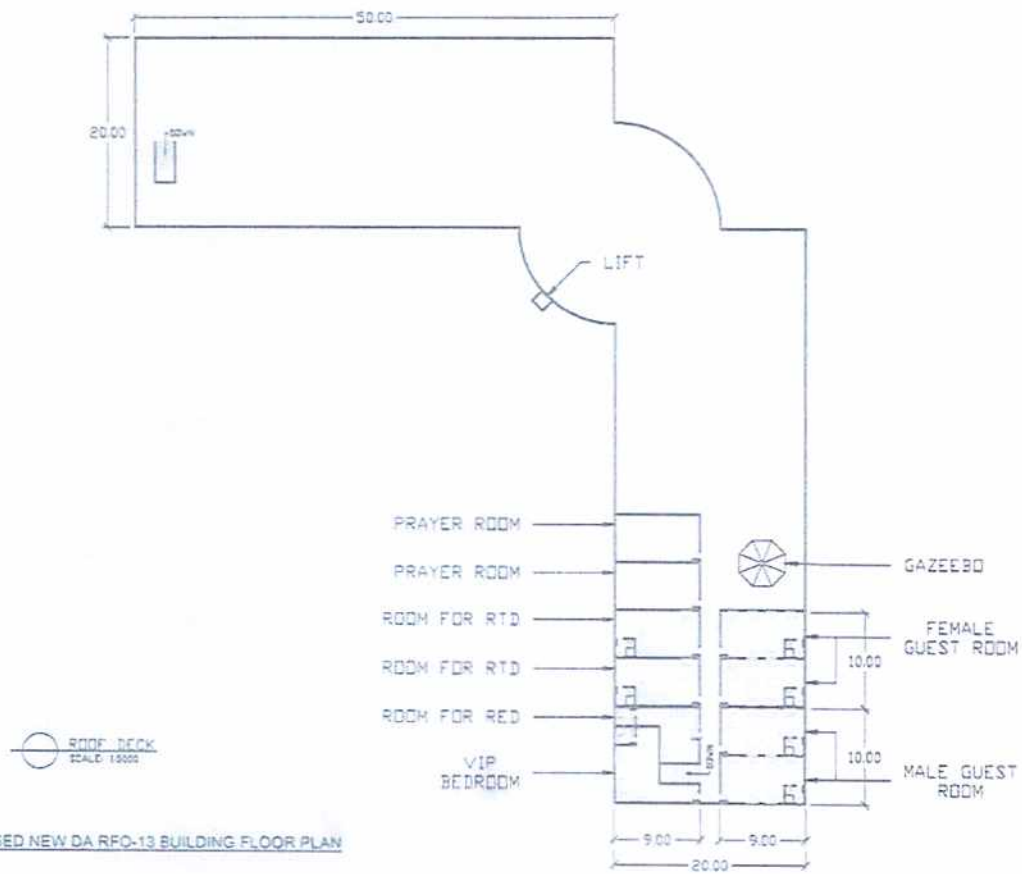 50.00
20.00
DOWN
LIFT
PRAYER ROOM
PRAYER ROOM
ROOM FOR RTD
ROOM FOR RTD
ROOM FOR RED
VIP
BEDROOM
GAZEEBO
FEMALE
GUEST ROOM
10.00
10.00
MALE GUEST
ROOM
DOWN
9.00
9.00
20.00
ROOF DECK
SED NEW DA RFO-13 BUILDING FLOOR PLAN